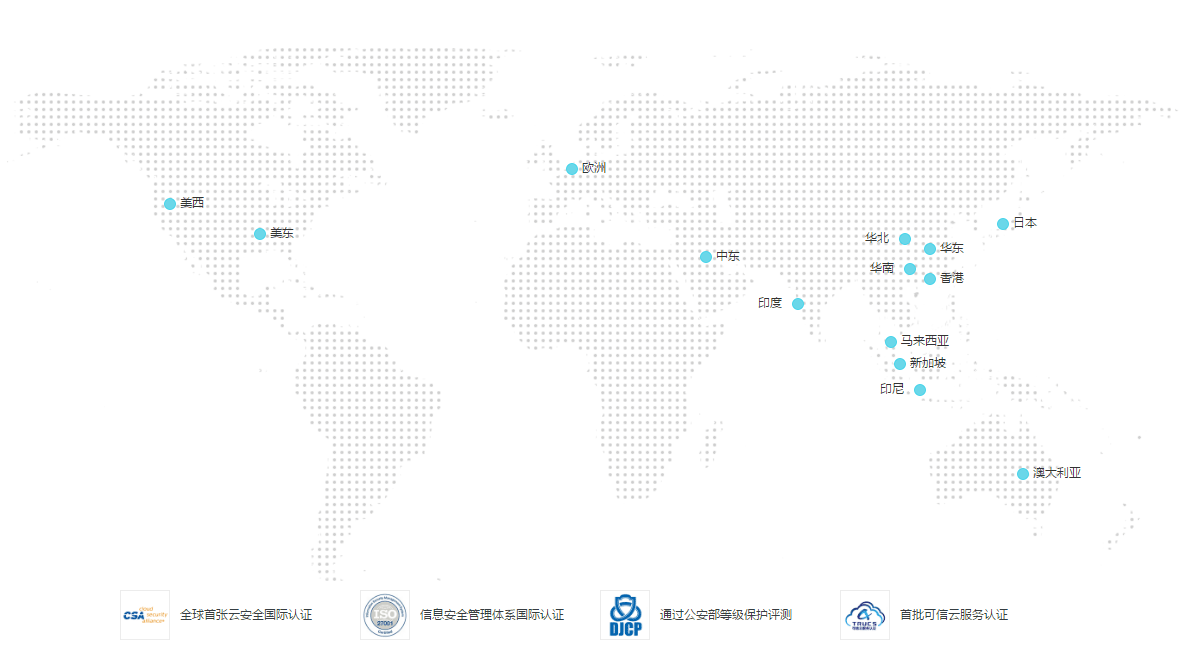 欧洲
美西
美东
日本
华北
华东
中东
华南
香港
印度
马来西亚
新加坡
印尼
澳大利亚
CSA cloud security alliance
全球首张云安全国际认证
ISO
27001
信息安全管理体系国际认证
DJCP
通过公安部等级保护评测
TRUCS
首批可信云服务认证